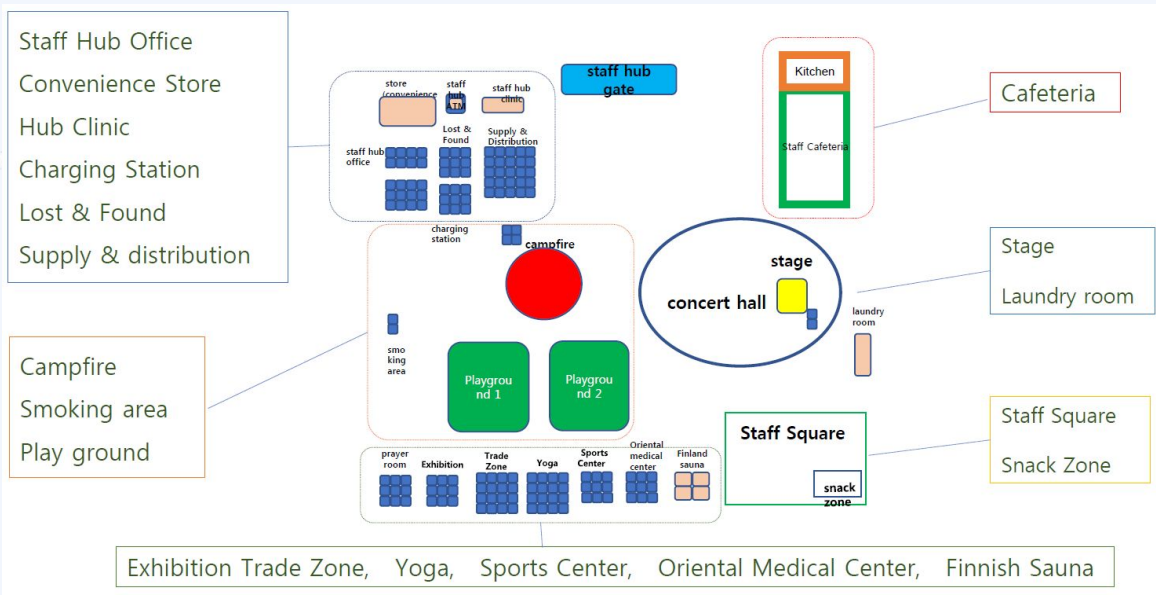 Staff Hub Office
Convenience Store
Hub Clinic
Charging Station
Lost & Found
Supply & distribution
store
(convenience
staff
hub
ATM
staff hub
clinic
staff hub
gate
Lost &
Found
Supply &
Distribution
staff hub
office
charging
station
Kitchen
Staff Cafeteria
Cafeteria
campfire
smo
king
area
Playgrou
nd 1
Playgrou
nd 2
stage
concert hall
laundry
room
Stage
Laundry room
Campfire
Smoking area
Play ground
prayer
room
Exhibition
Trade
Zone
Yoga
Sports
Center
Oriental
medical
center
Finland
sauna
Staff Square
snack
zone
Staff Square
Snack Zone
Exhibition Trade Zone, Yoga, Sports Center, Oriental Medical Center, Finnish Sauna